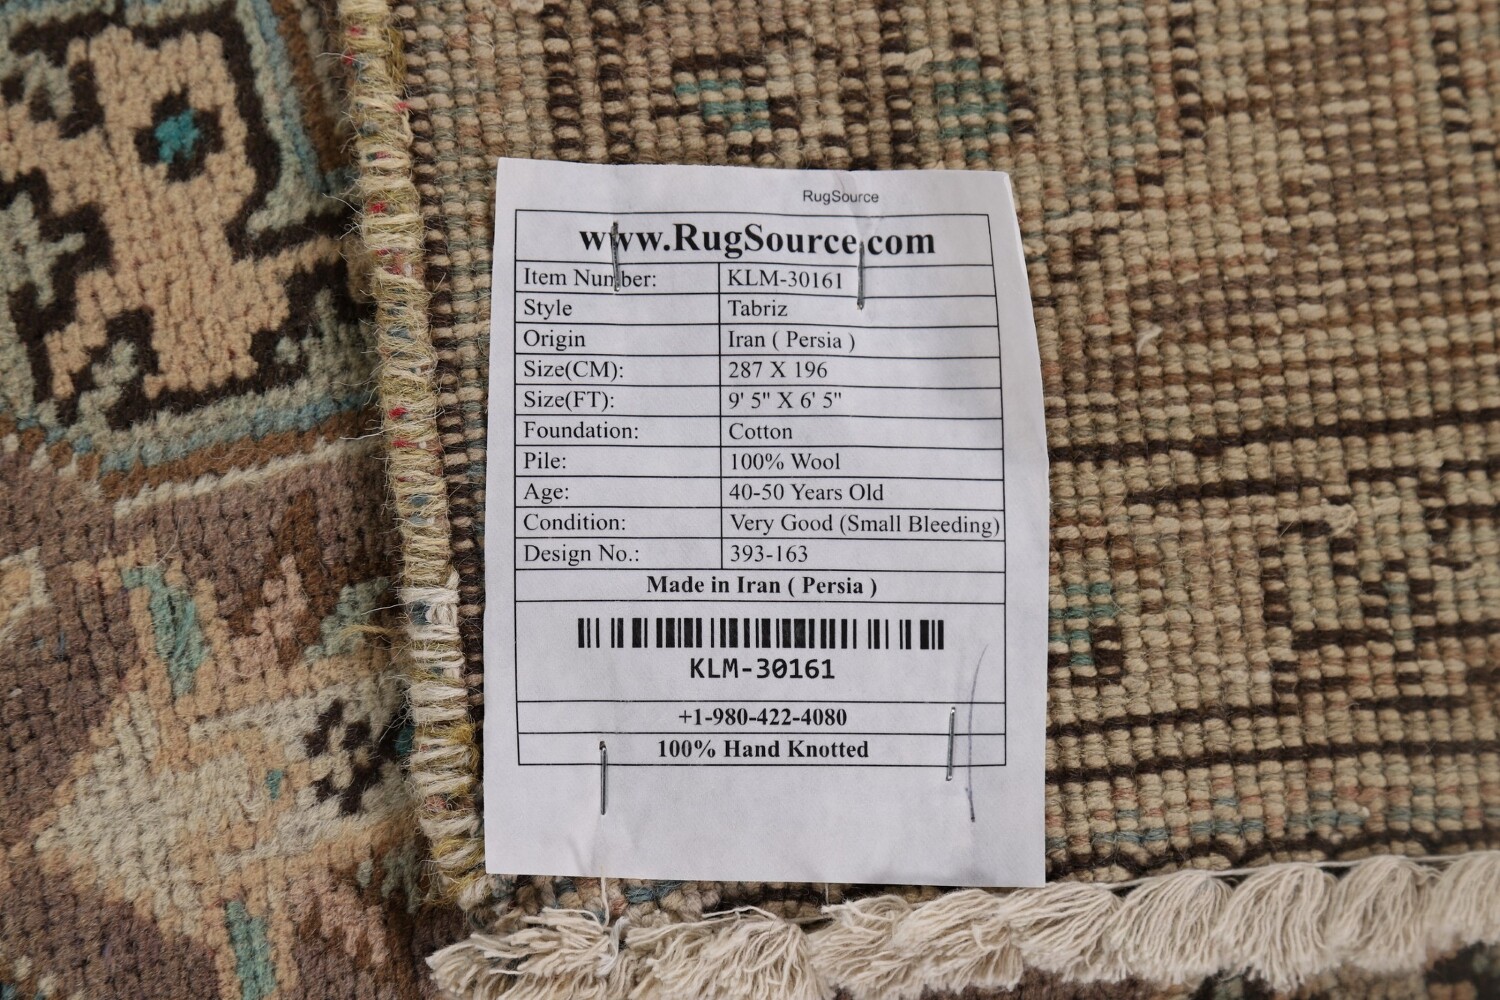 RugSource
www.RugSource.com
Item Number: KLM-30161
Style Tabriz
Origin Iran ( Persia )
Size(CM): 287 X 196
Size(FT): 9' 5" X 6' 5"
Foundation: Cotton
Pile: 100% Wool
Age: 40-50 Years Old
Condition: Very Good (Small Bleeding)
Design No.: 393-163
Made in Iran ( Persia )
KLM-30161
+1-980-422-4080
100% Hand Knotted